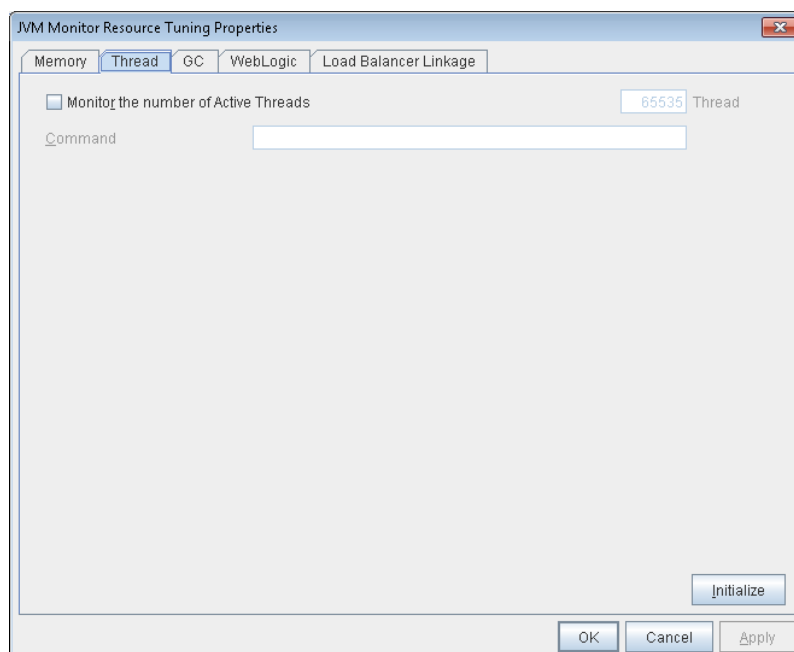 JVM Monitor Resource Tuning Properties
Memory Thread GC WebLogic Load Balancer Linkage
Monitor the number of Active Threads 65535 Thread
Command
Initialize
OK Cancel Apply